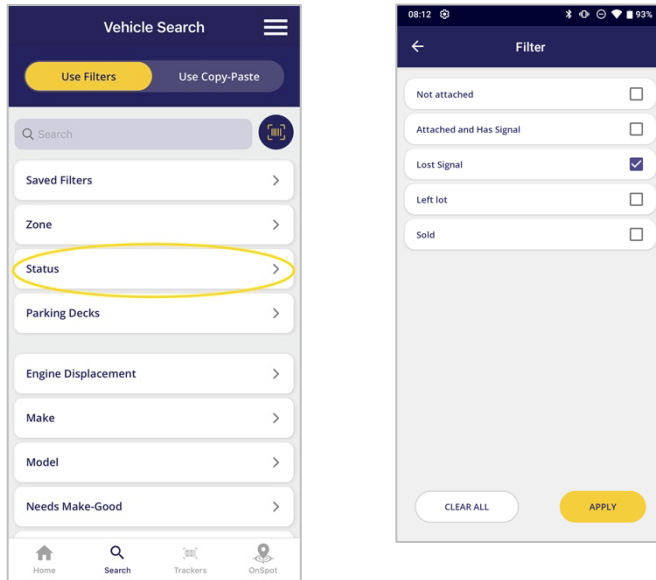 Vehicle Search
Use Filters Use Copy-Paste
Search
Saved Filters
Zone
Status
Parking Decks
Engine Displacement
Make
Model
Needs Make-Good
Home Search Trackers OnSpot
08:12 93%
Filter
Not attached
Attached and Has Signal
Lost Signal
Left lot
Sold
CLEAR ALL APPLY